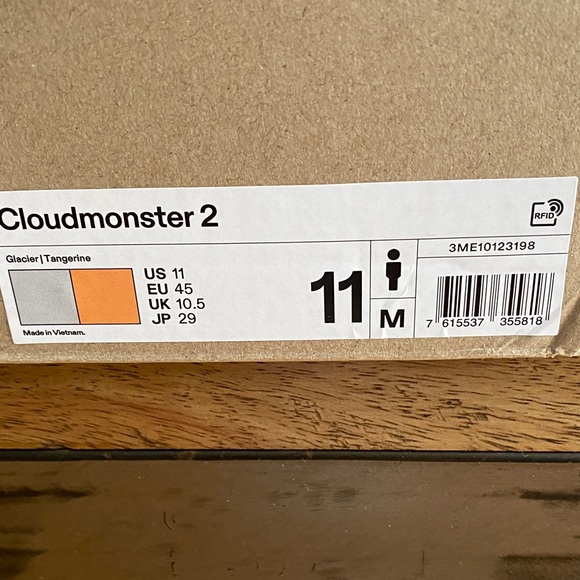 Cloudmonster 2
RFID
Glacier | Tangerine
US 11
EU 45
UK 10.5
JP 29
Made in Vietnam.
11
M
3ME10123198
7 615537 355818